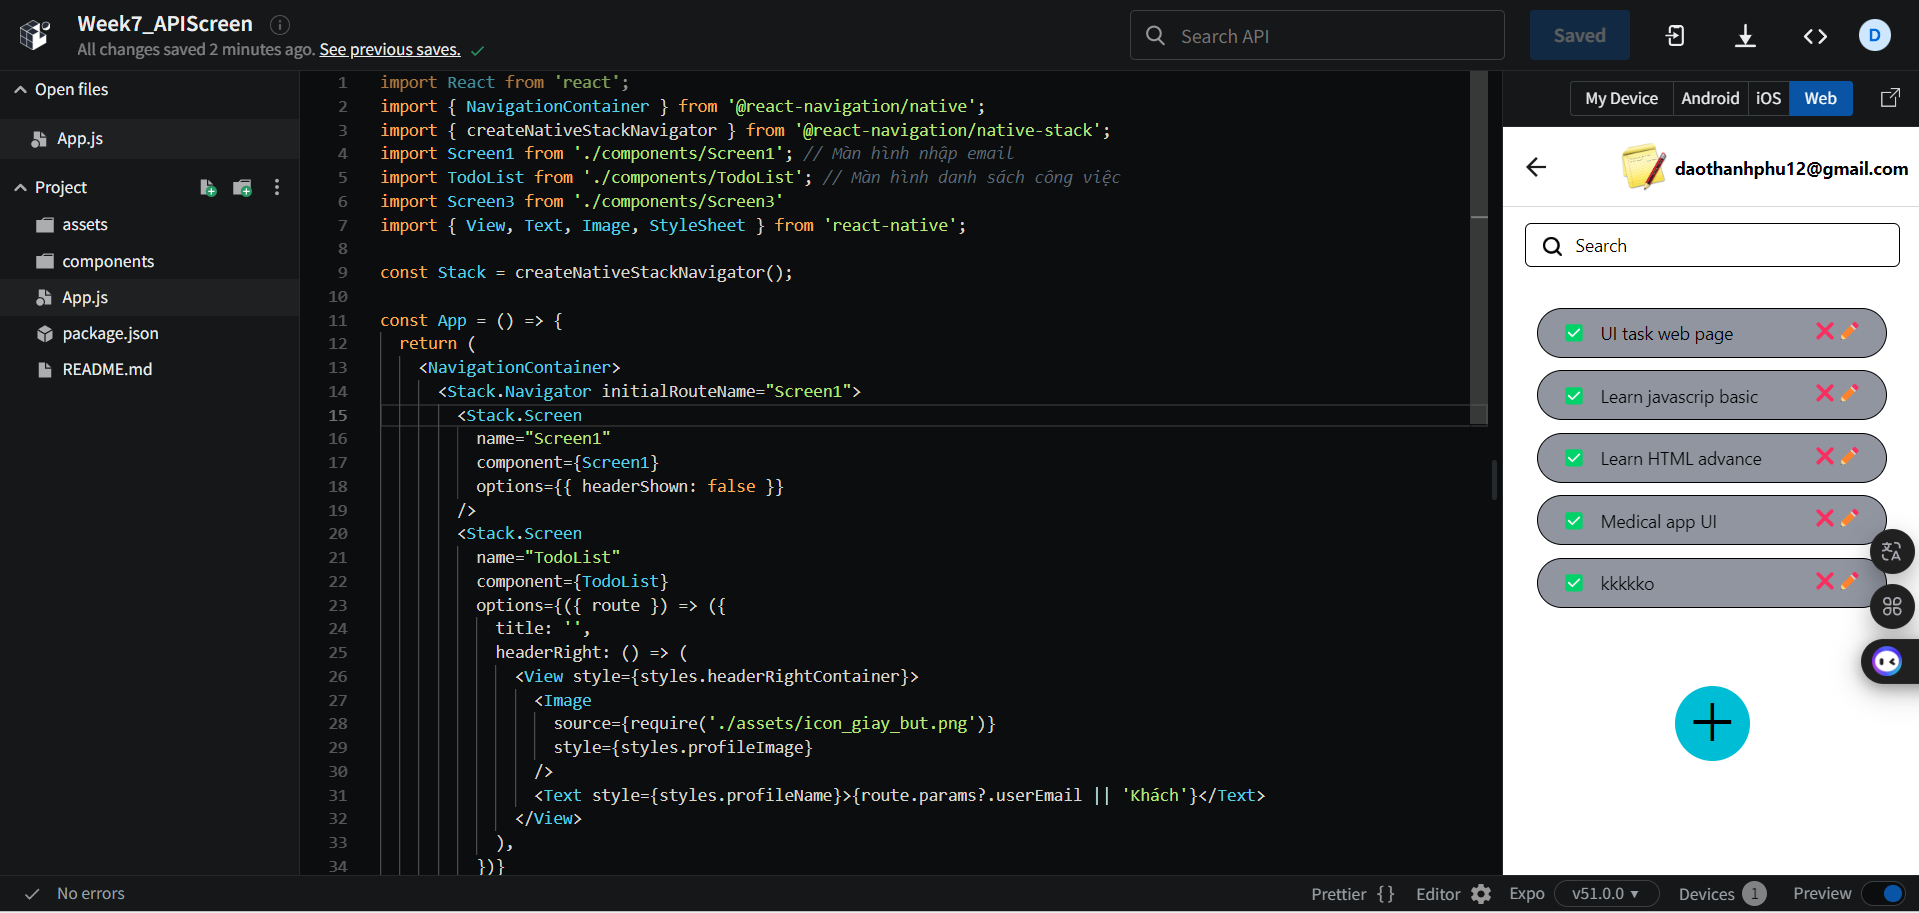 Week7_APIScreen
All changes saved 2 minutes ago. See previous saves.
Search API
Saved
D
Open files
App.js
Project
assets
components
App.js
package.json
README.md
1 import React from 'react';
2 import { NavigationContainer } from '@react-navigation/native';
3 import { createNativeStackNavigator } from '@react-navigation/native-stack';
4 import Screen1 from './components/Screen1'; // Màn hình nhập email
5 import TodoList from './components/TodoList'; // Màn hình danh sách công việc
6 import Screen3 from './components/Screen3'
7 import { View, Text, Image, StyleSheet } from 'react-native';
8
9 const Stack = createNativeStackNavigator();
10
11 const App = () => {
12 return (
13 <NavigationContainer>
14 <Stack.Navigator initialRouteName="Screen1">
15 <Stack.Screen
16 name="Screen1"
17 component={Screen1}
18 options={{ headerShown: false }}
19 />
20 <Stack.Screen
21 name="TodoList"
22 component={TodoList}
23 options={({ route }) => ({
24 title: '',
25 headerRight: () => (
26 <View style={styles.headerRightContainer}>
27 <Image
28 source={require('./assets/icon_giay_but.png')}
29 style={styles.profileImage}
30 />
31 <Text style={styles.profileName}>{route.params?.userEmail || 'Khách'}</Text>
32 </View>
33 ),
34 })}
My Device Android iOS Web
daothanhphu12@gmail.com
Search
UI task web page
Learn javascrip basic
Learn HTML advance
Medical app UI
kkkkko
No errors
Prettier {} Editor Expo v51.0.0 Devices 1 Preview